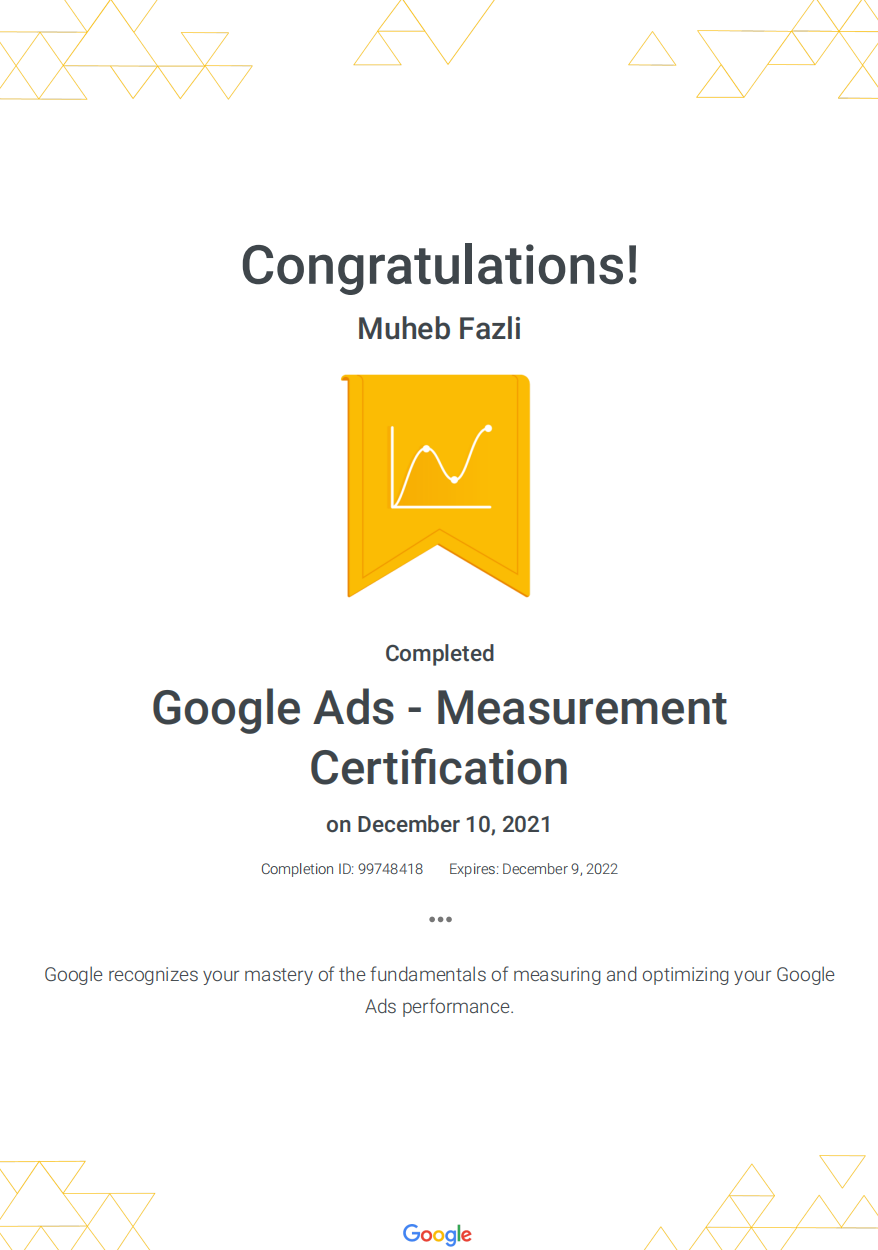 Congratulations!
Muheb Fazli
Completed
Google Ads - Measurement
Certification
on December 10, 2021
Completion ID: 99748418 Expires: December 9, 2022
•••
Google recognizes your mastery of the fundamentals of measuring and optimizing your Google
Ads performance.
Google